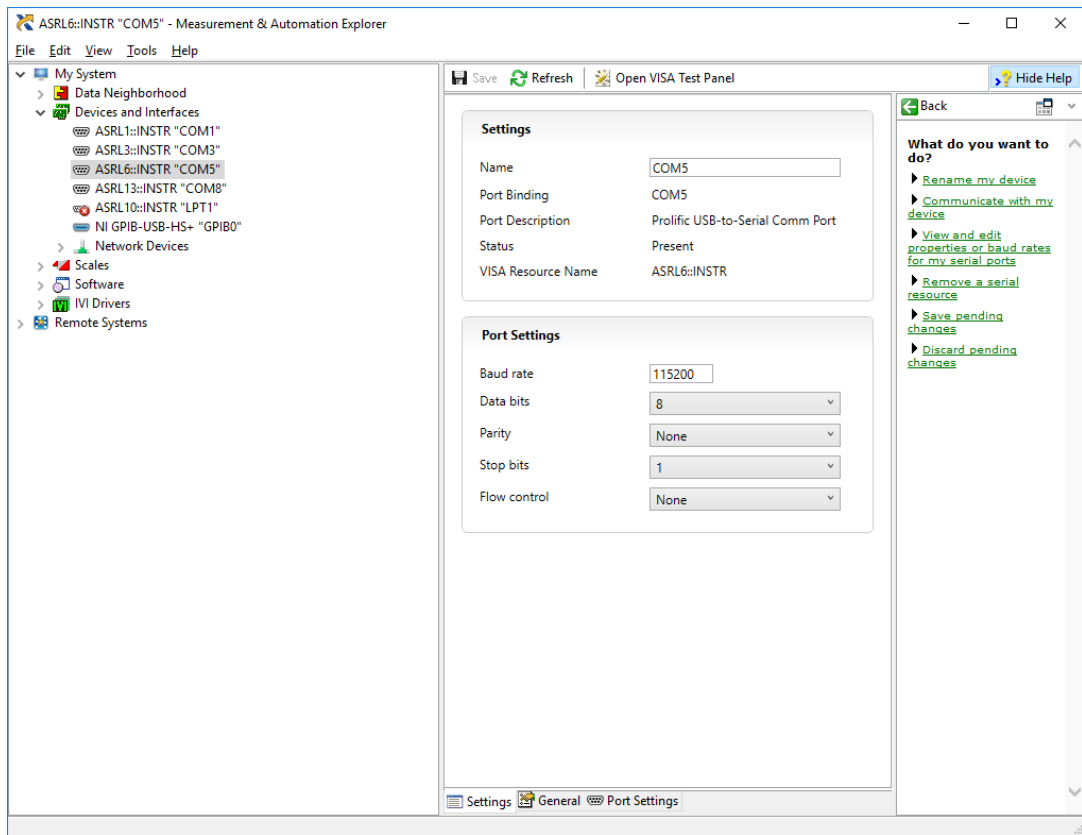 ASRL6::INSTR "COM5" - Measurement & Automation Explorer
File Edit View Tools Help
My System
Data Neighborhood
Devices and Interfaces
ASRL1::INSTR "COM1"
ASRL3::INSTR "COM3"
ASRL6::INSTR "COM5"
ASRL13::INSTR "COM8"
ASRL10::INSTR "LPT1"
NI GPIB-USB-HS+ "GPIB0"
Network Devices
Scales
Software
IVI Drivers
Remote Systems
Save Refresh Open VISA Test Panel Hide Help
Settings
Name COM5
Port Binding COM5
Port Description Prolific USB-to-Serial Comm Port
Status Present
VISA Resource Name ASRL6::INSTR
Port Settings
Baud rate 115200
Data bits 8
Parity None
Stop bits 1
Flow control None
Settings General Port Settings
Back
What do you want to
do?
Rename my device
Communicate with my
device
View and edit
properties or baud rates
for my serial ports
Remove a serial
resource
Save pending
changes
Discard pending
changes